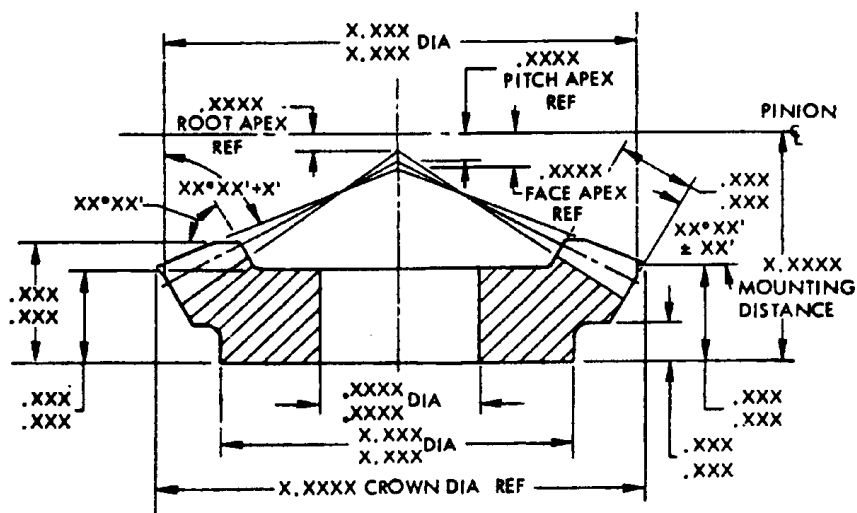 X.XXX
X.XXX DIA
.XXXX
PITCH APEX
REF
.XXXX
ROOT APEX
REF
PINION
℄
XX°XX'
XX°XX'+X'
.XXXX
FACE APEX
REF
.XXX
.XXX
XX°XX'
± XX'
X.XXXX
MOUNTING
DISTANCE
.XXX
.XXX
.XXX
.XXX
.XXXX
.XXXX DIA
X.XXX
X.XXX DIA
.XXX
.XXX
.XXX
.XXX
X.XXXX CROWN DIA REF